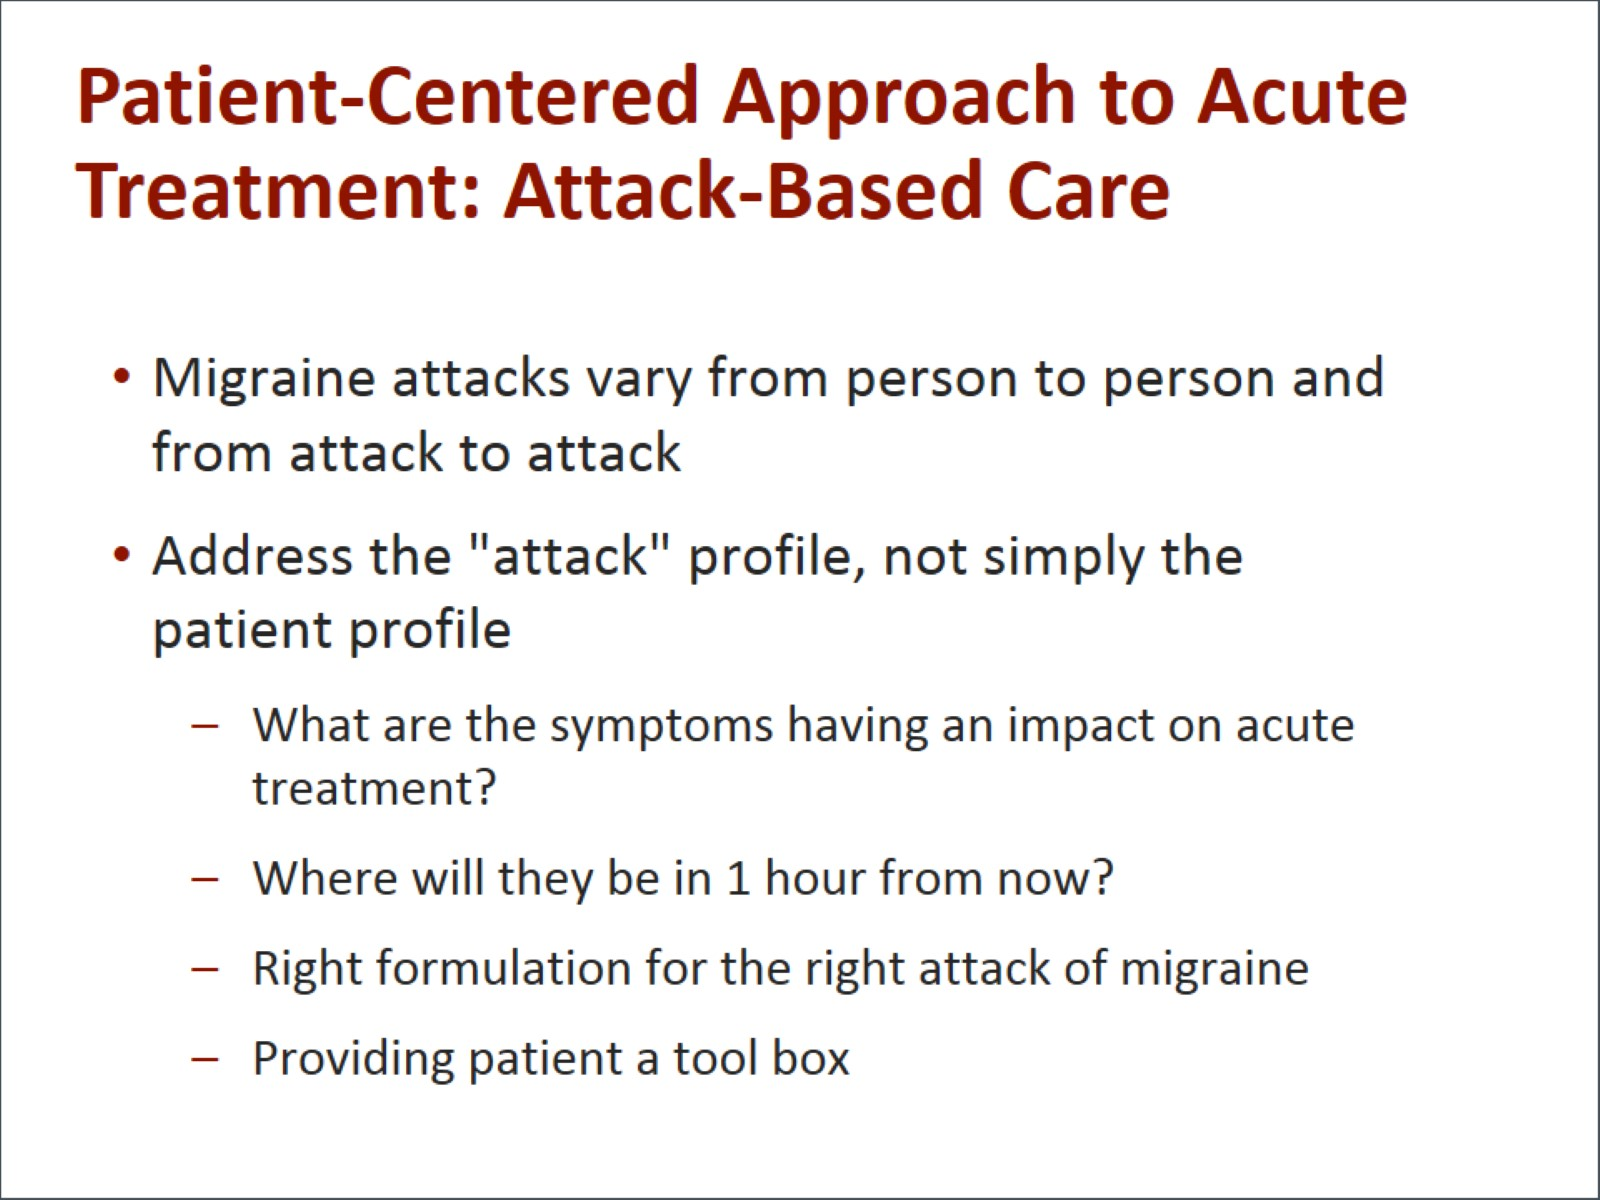 Patient-Centered Approach to Acute
Treatment: Attack-Based Care
• Migraine attacks vary from person to person and
from attack to attack
• Address the "attack" profile, not simply the
patient profile
– What are the symptoms having an impact on acute
treatment?
– Where will they be in 1 hour from now?
– Right formulation for the right attack of migraine
– Providing patient a tool box